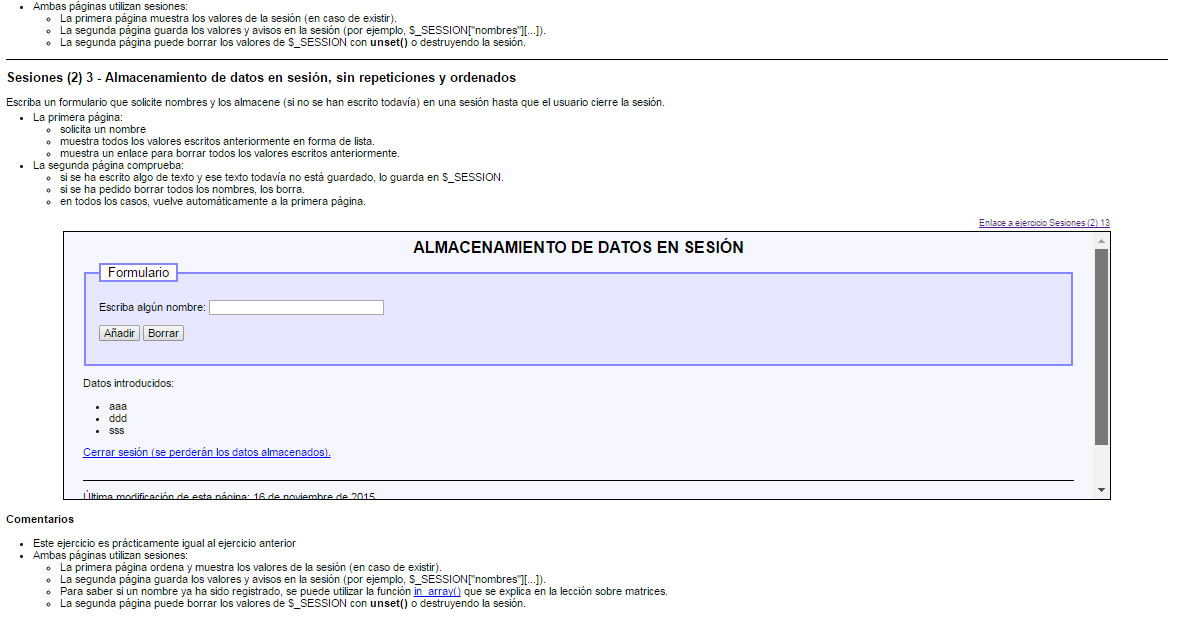 Ambas páginas utilizan sesiones:
La primera página muestra los valores de la sesión (en caso de existir).
La segunda página guarda los valores y avisos en la sesión (por ejemplo, $_SESSION["nombres"][...]).
La segunda página puede borrar los valores de $_SESSION con unset() o destruyendo la sesión.
Sesiones (2) 3 - Almacenamiento de datos en sesión, sin repeticiones y ordenados
Escriba un formulario que solicite nombres y los almacene (si no se han escrito todavía) en una sesión hasta que el usuario cierre la sesión.
La primera página:
solicita un nombre
muestra todos los valores escritos anteriormente en forma de lista.
muestra un enlace para borrar todos los valores escritos anteriormente.
La segunda página comprueba:
si se ha escrito algo de texto y ese texto todavía no está guardado, lo guarda en $_SESSION.
si se ha pedido borrar todos los nombres, los borra.
en todos los casos, vuelve automáticamente a la primera página.
Enlace a ejercicio Sesiones (2) 13
ALMACENAMIENTO DE DATOS EN SESIÓN
Formulario
Escriba algún nombre:
Añadir Borrar
Datos introducidos:
aaa
ddd
sss
Cerrar sesión (se perderán los datos almacenados).
Última modificación de esta página: 16 de noviembre de 2015
Comentarios
Este ejercicio es prácticamente igual al ejercicio anterior
Ambas páginas utilizan sesiones:
La primera página ordena y muestra los valores de la sesión (en caso de existir).
La segunda página guarda los valores y avisos en la sesión (por ejemplo, $_SESSION["nombres"][...]).
Para saber si un nombre ya ha sido registrado, se puede utilizar la función in_array() que se explica en la lección sobre matrices.
La segunda página puede borrar los valores de $_SESSION con unset() o destruyendo la sesión.